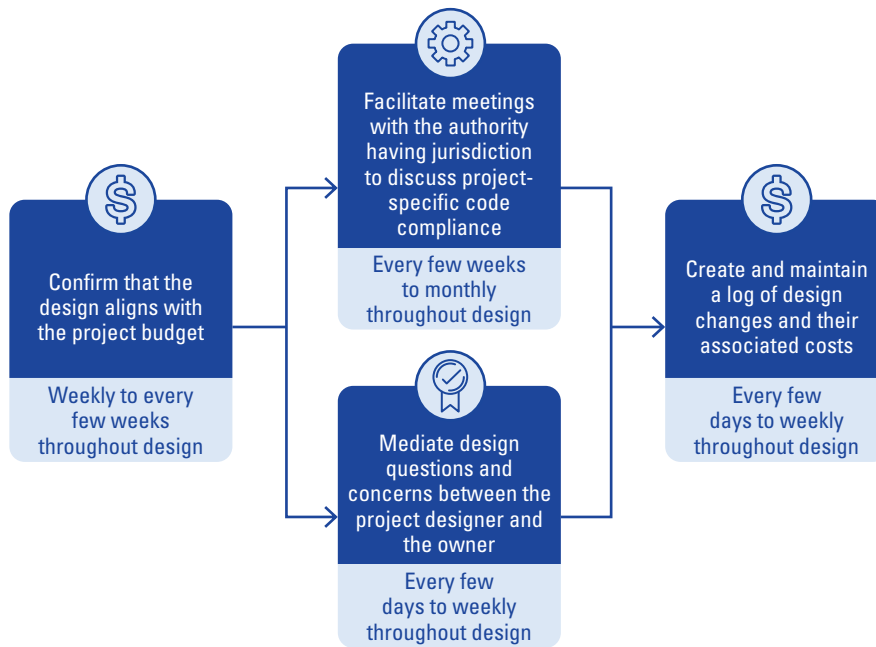 Confirm that the
design aligns with
the project budget
Weekly to every
few weeks
throughout design
Facilitate meetings
with the authority
having jurisdiction
to discuss project-
specific code
compliance
Every few weeks
to monthly
throughout design
Mediate design
questions and
concerns between the
project designer and
the owner
Every few
days to weekly
throughout design
Create and maintain
a log of design
changes and their
associated costs
Every few
days to weekly
throughout design